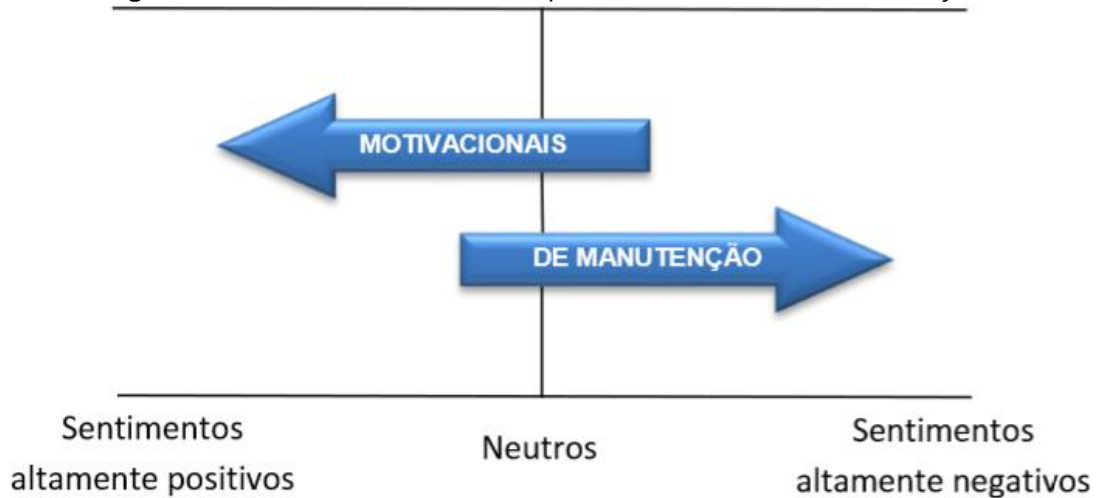 MOTIVACIONAIS
DE MANUTENÇÃO
Sentimentos
altamente positivos
Neutros
Sentimentos
altamente negativos